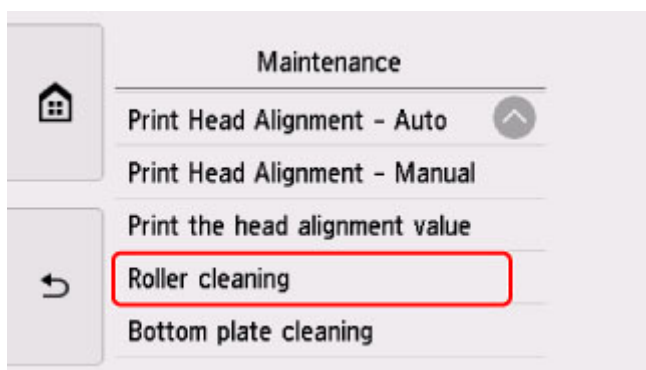 Maintenance
Print Head Alignment - Auto
Print Head Alignment - Manual
Print the head alignment value
Roller cleaning
Bottom plate cleaning